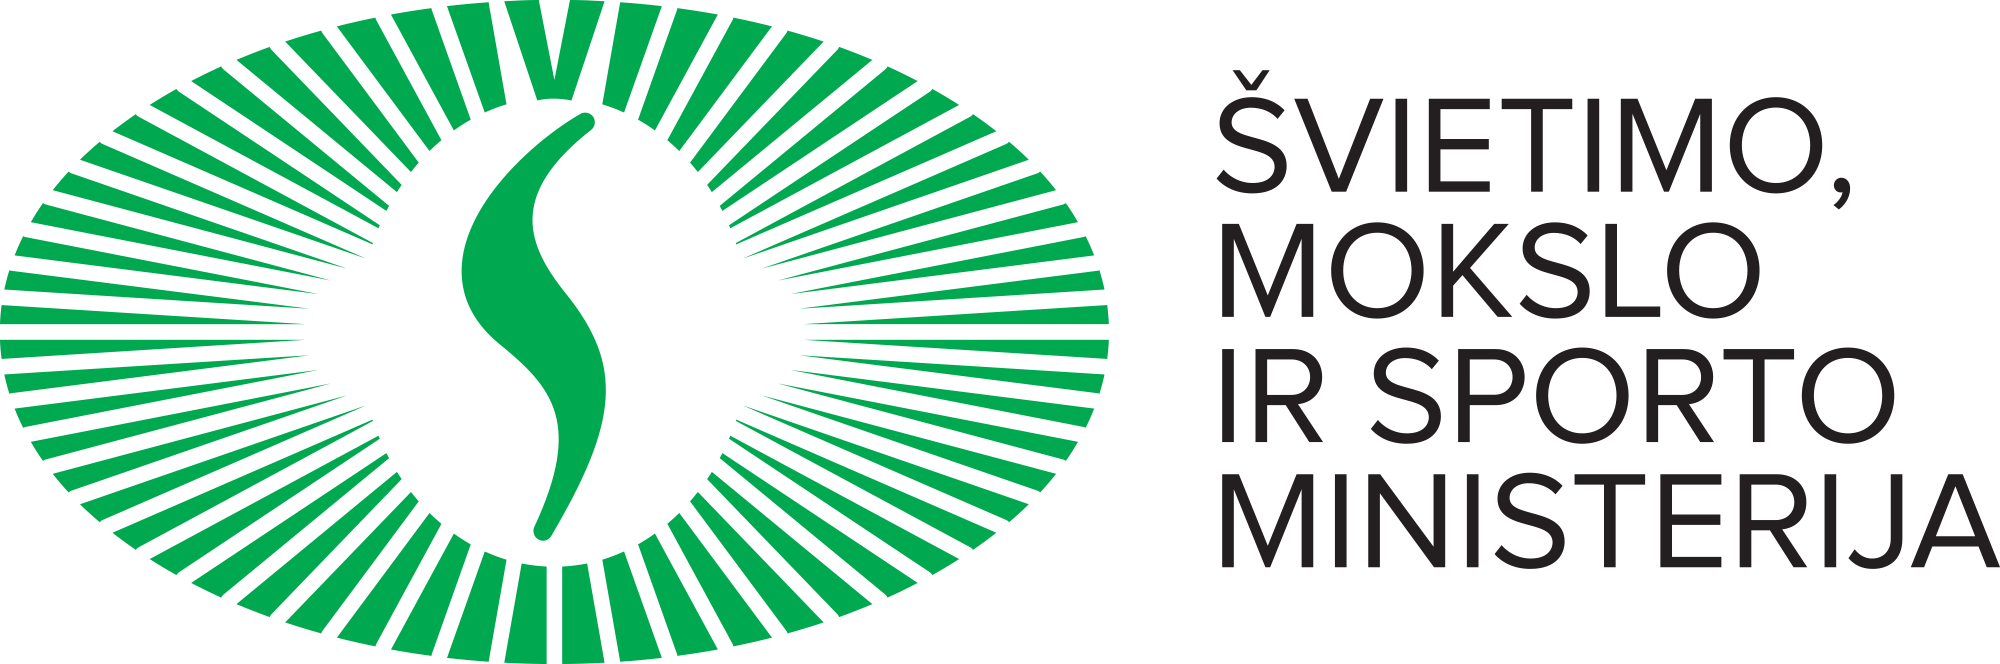 ŠVIETIMO,
MOKSLO
IR SPORTO
MINISTERIJA